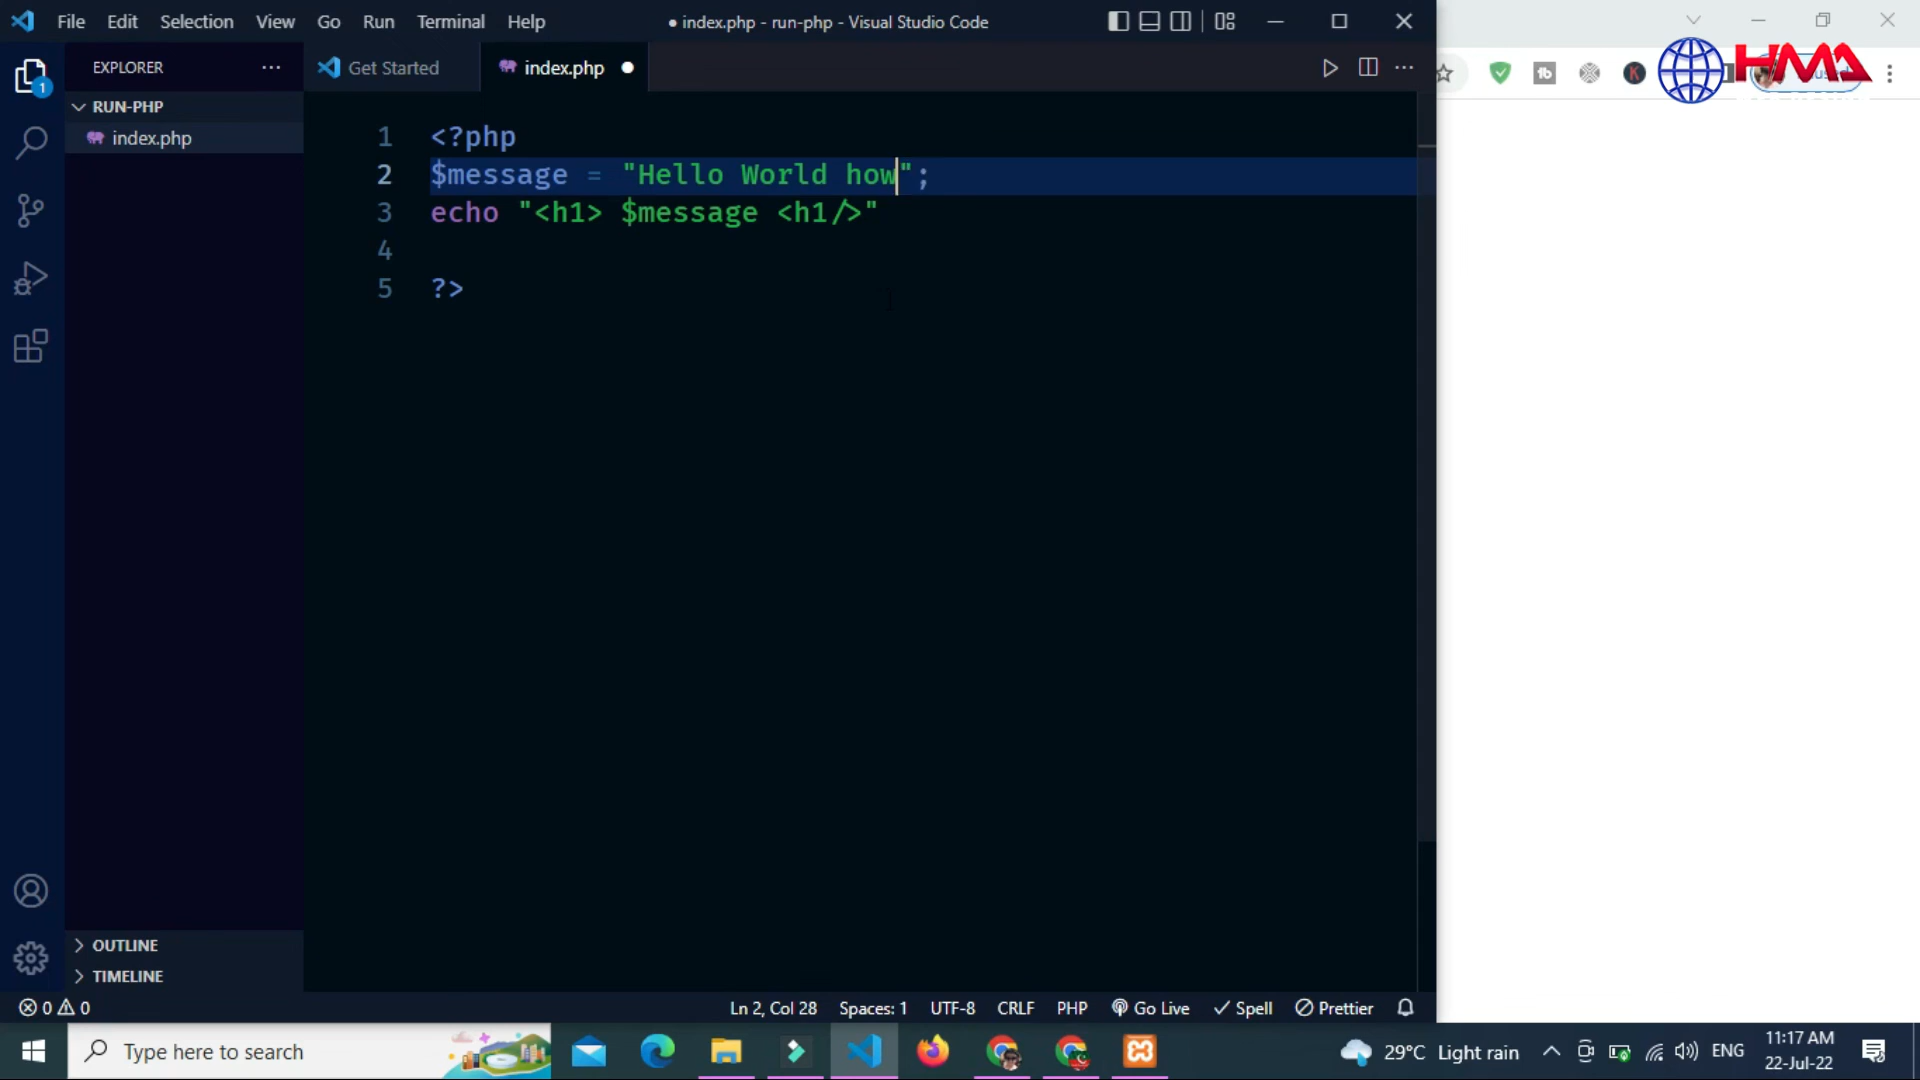 File Edit Selection View Go Run Terminal Help
● index.php - run-php - Visual Studio Code
EXPLORER
Get Started
index.php
RUN-PHP
index.php
1 <?php
2 $message = "Hello World how";
3 echo "<h1> $message <h1/>"
4
5 ?>
OUTLINE
TIMELINE
1
0 0
Ln 2, Col 28 Spaces: 1 UTF-8 CRLF PHP Go Live Spell Prettier
Type here to search
29°C Light rain
ENG
11:17 AM
22-Jul-22
HMA
tb
K